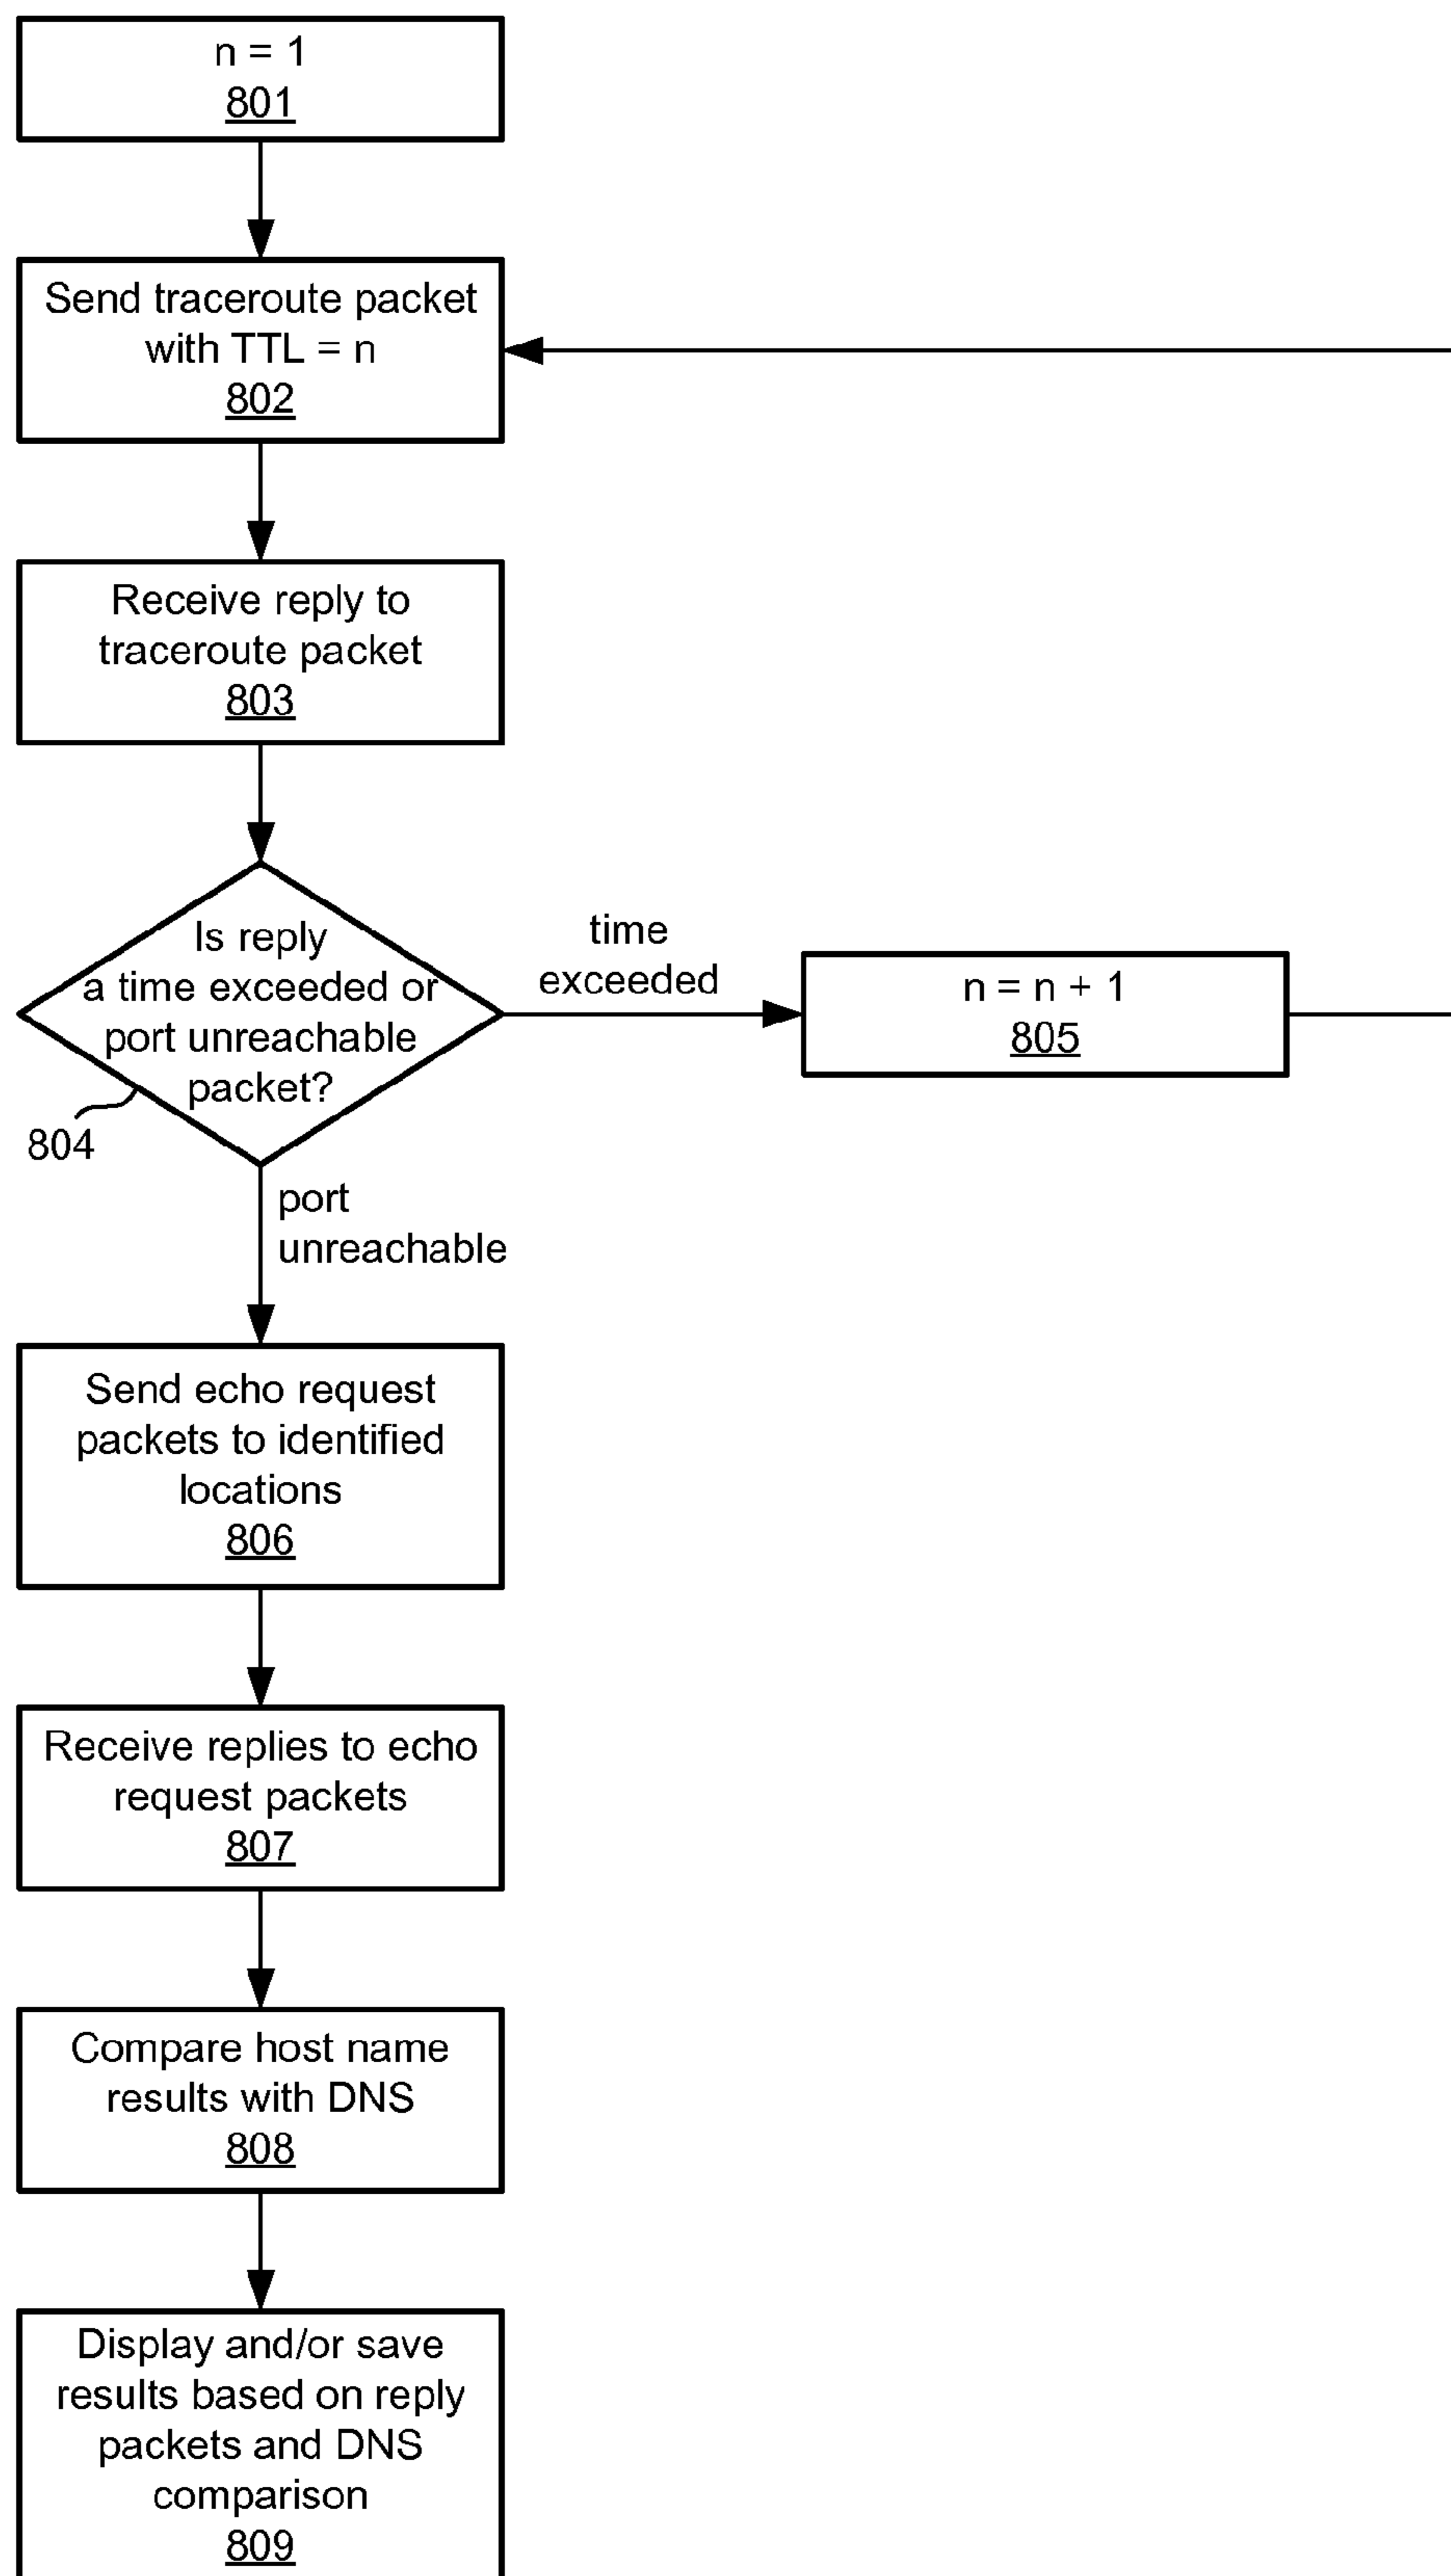 n = 1
801
Send traceroute packet
with TTL = n
802
Receive reply to
traceroute packet
803
Is reply
a time exceeded or
port unreachable
packet?
804
time
exceeded
n = n + 1
805
port
unreachable
Send echo request
packets to identified
locations
806
Receive replies to echo
request packets
807
Compare host name
results with DNS
808
Display and/or save
results based on reply
packets and DNS
comparison
809